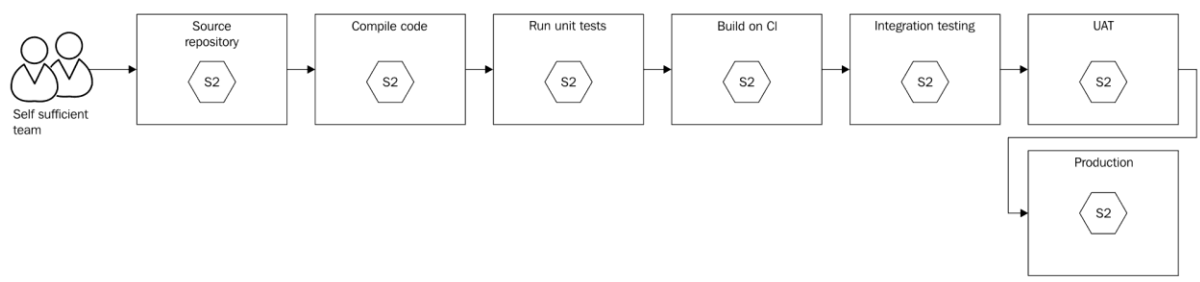 Self sufficient
team
Source
repository
S2
Compile code
S2
Run unit tests
S2
Build on CI
S2
Integration testing
S2
UAT
S2
Production
S2